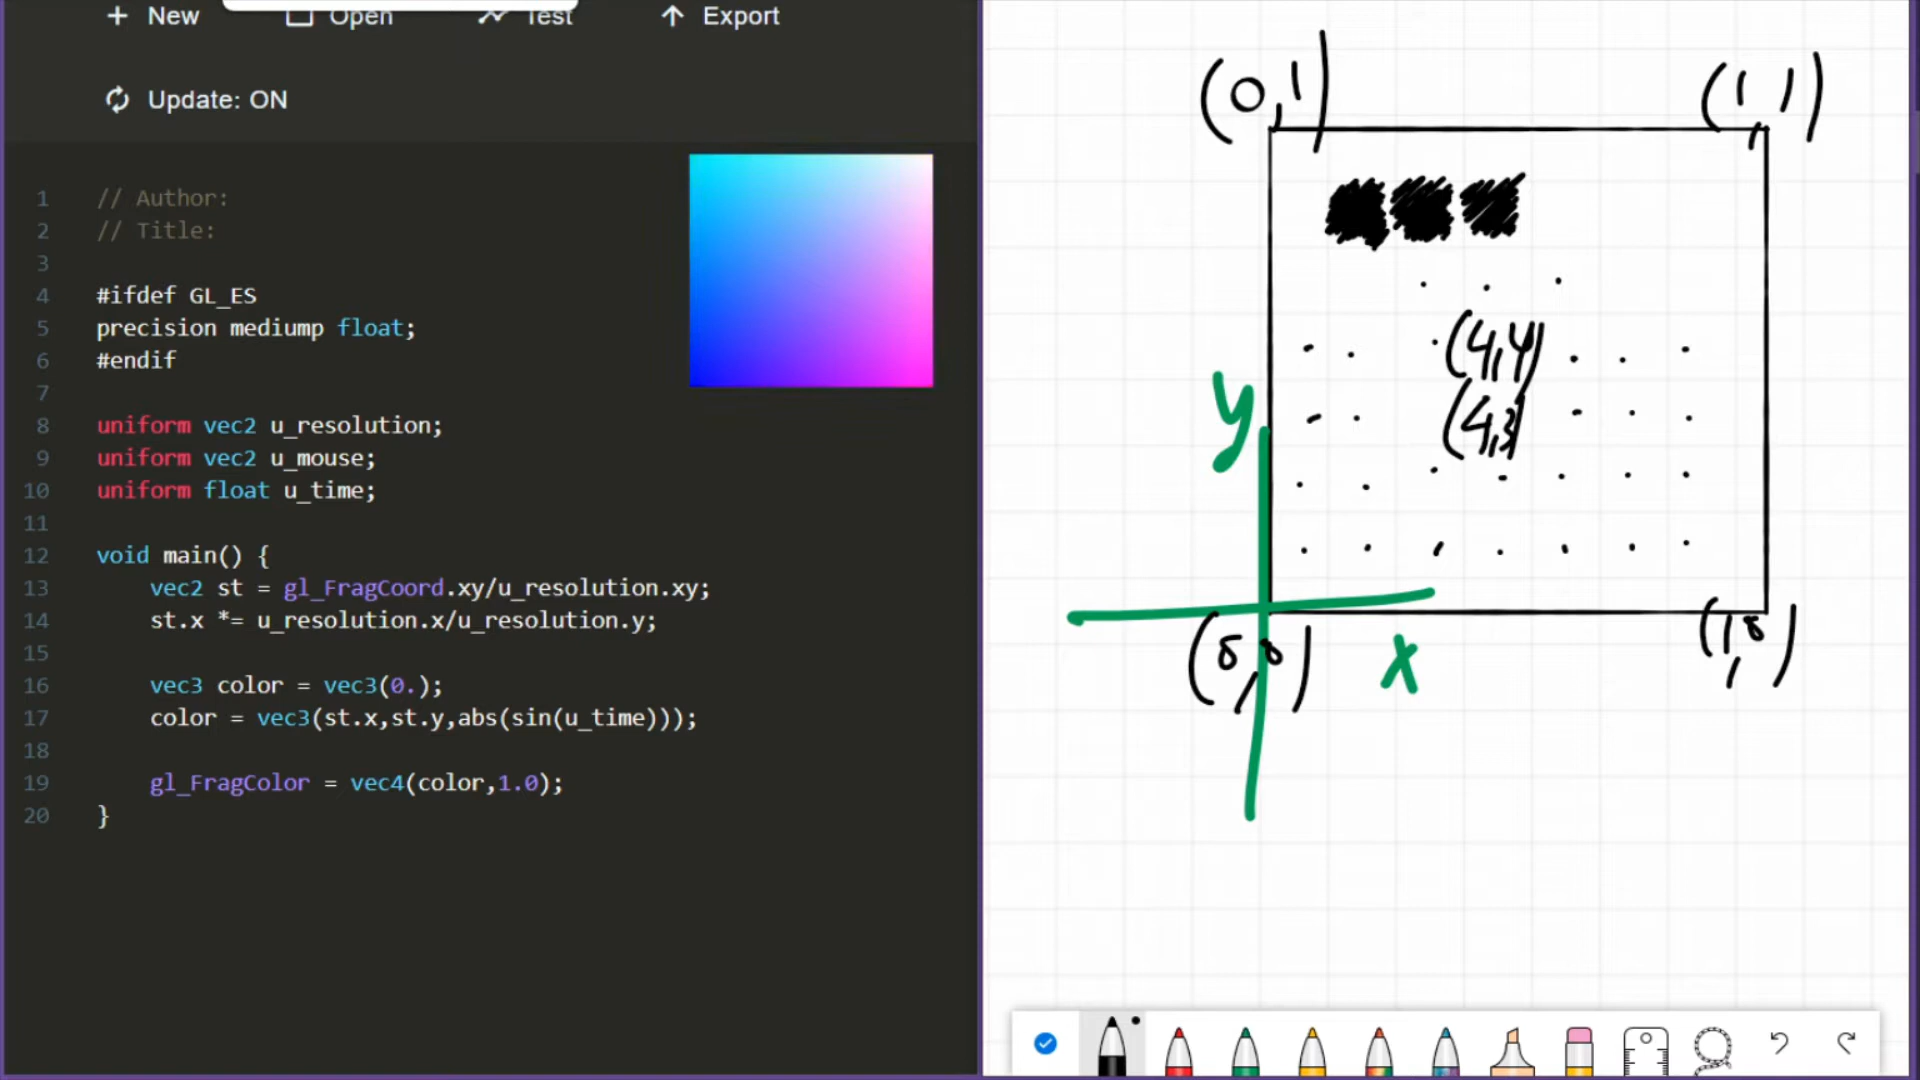 New Open Test Export
Update: ON
1 // Author:
2 // Title:
3
4 #ifdef GL_ES
5 precision mediump float;
6 #endif
7
8 uniform vec2 u_resolution;
9 uniform vec2 u_mouse;
10 uniform float u_time;
11
12 void main() {
13 vec2 st = gl_FragCoord.xy/u_resolution.xy;
14 st.x *= u_resolution.x/u_resolution.y;
15
16 vec3 color = vec3(0.);
17 color = vec3(st.x,st.y,abs(sin(u_time)));
18
19 gl_FragColor = vec4(color,1.0);
20 }
(0,1) (1,1)
(4,4)
(4,3)
y
(0,0) x (1,0)